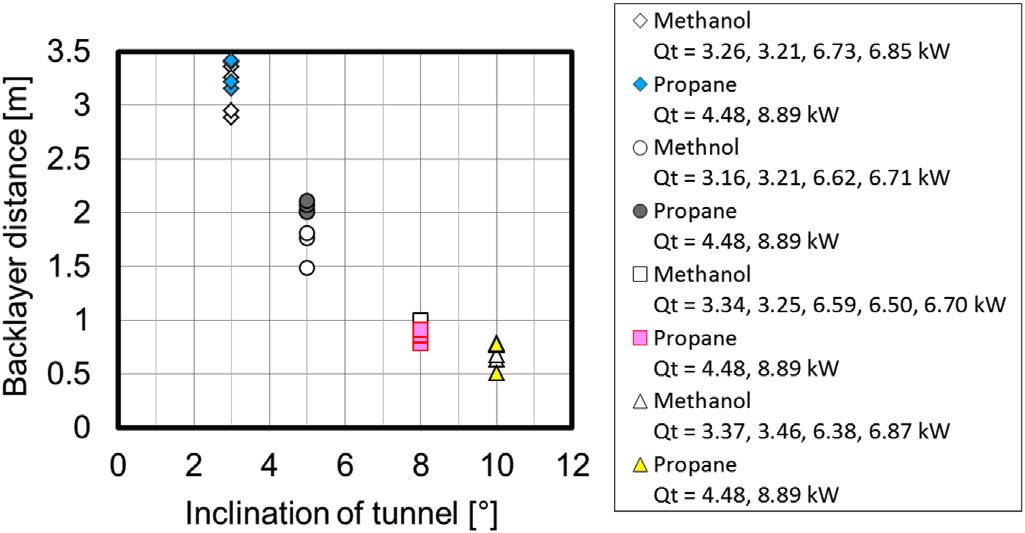 Backlayer distance [m]
3.5
3
2.5
2
1.5
1
0.5
0
0 2 4 6 8 10 12
Inclination of tunnel [°]
Methanol
Qt = 3.26, 3.21, 6.73, 6.85 kW
Propane
Qt = 4.48, 8.89 kW
Methnol
Qt = 3.16, 3.21, 6.62, 6.71 kW
Propane
Qt = 4.48, 8.89 kW
Methanol
Qt = 3.34, 3.25, 6.59, 6.50, 6.70 kW
Propane
Qt = 4.48, 8.89 kW
Methanol
Qt = 3.37, 3.46, 6.38, 6.87 kW
Propane
Qt = 4.48, 8.89 kW